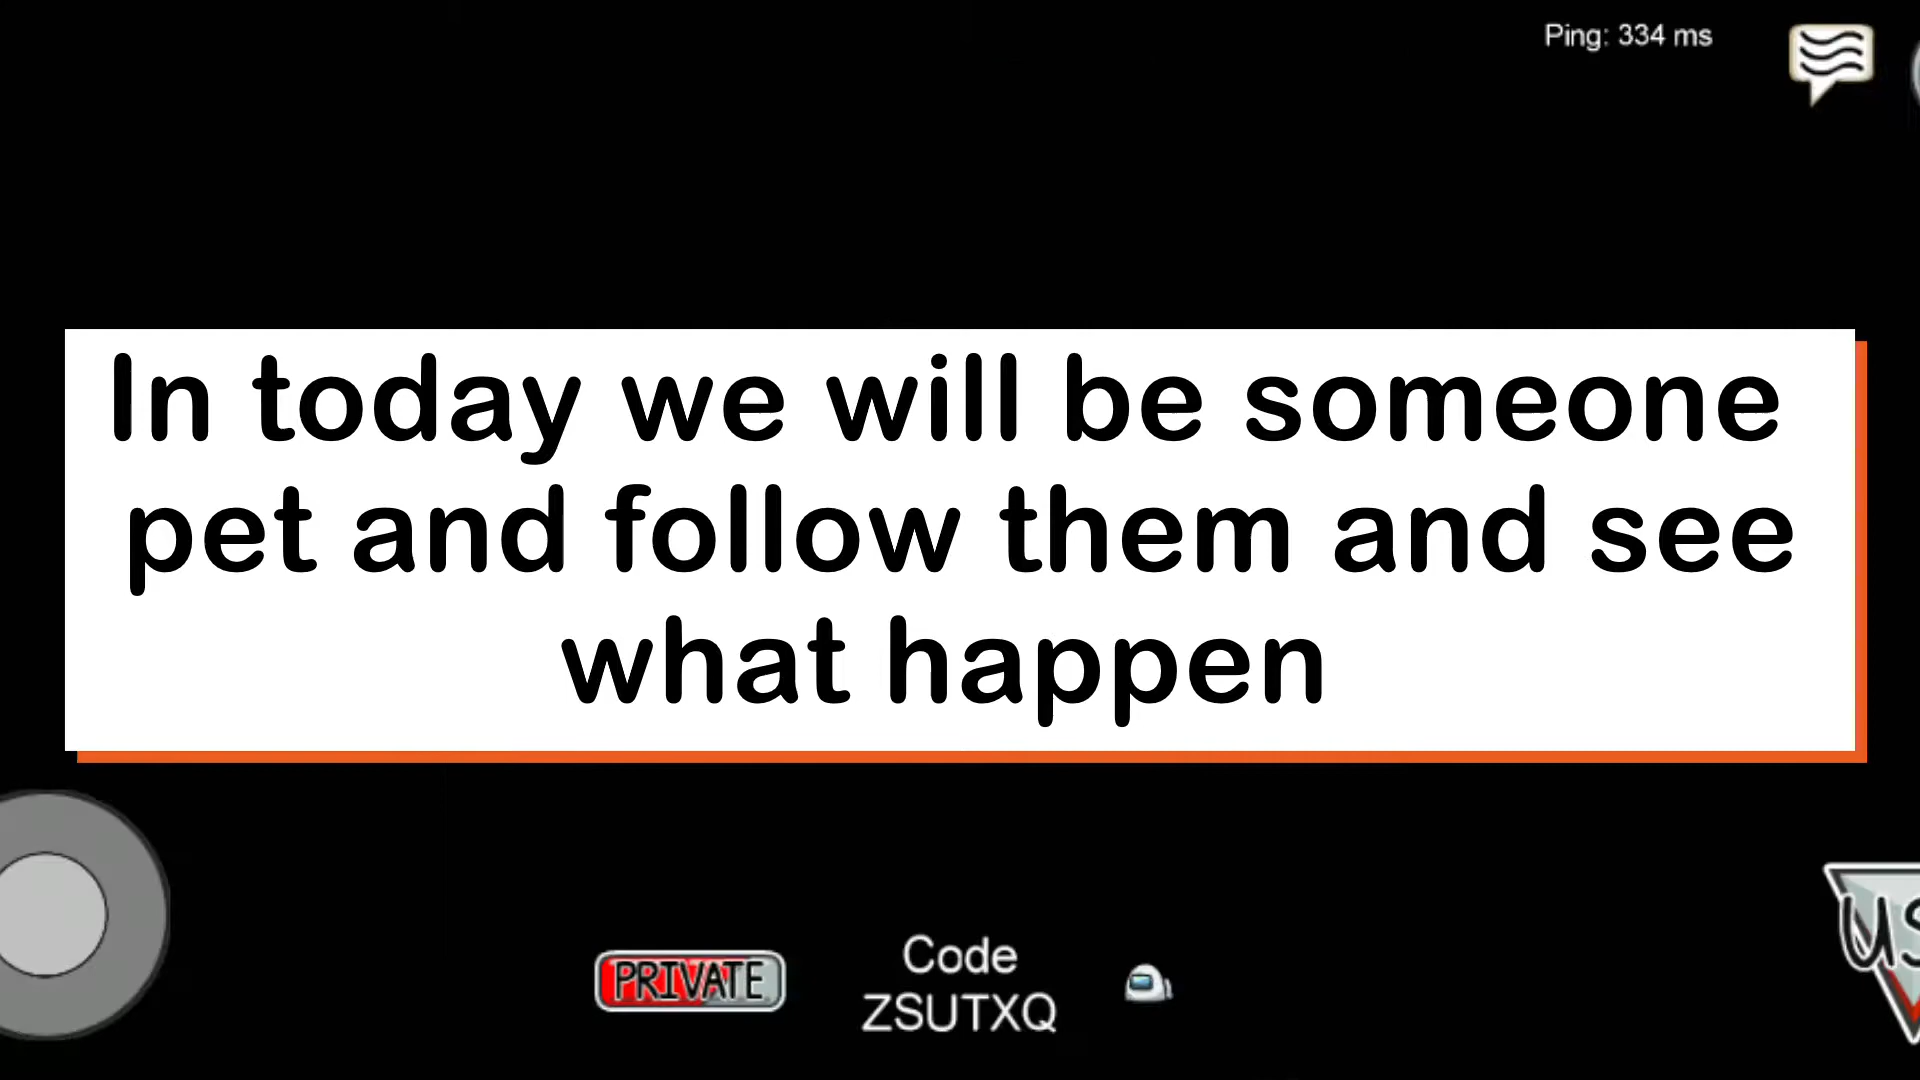 Ping: 334 ms
In today we will be someone
pet and follow them and see
what happen
PRIVATE
Code
ZSUTXQ
US